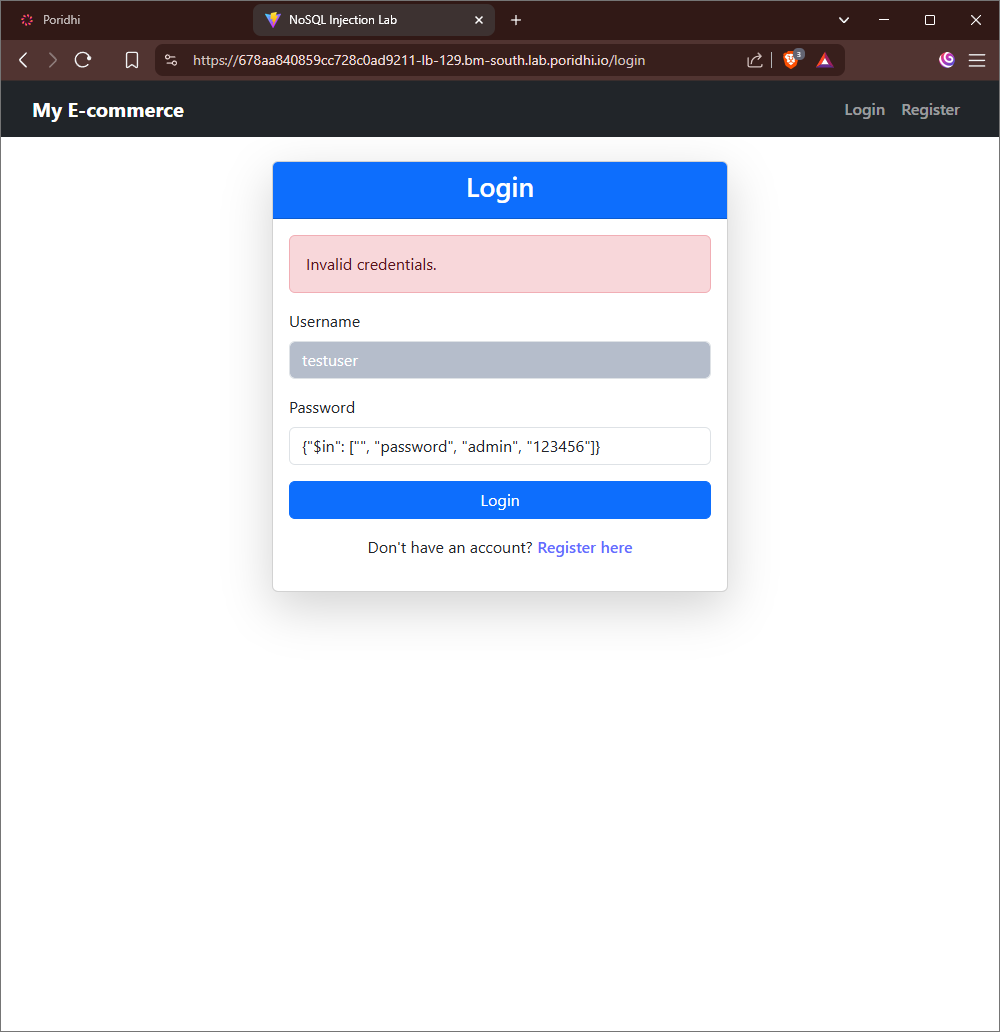 Poridhi
NoSQL Injection Lab
https://678aa840859cc728c0ad9211-lb-129.bm-south.lab.poridhi.io/login
3
My E-commerce
Login Register
Login
Invalid credentials.
Username
testuser
Password
{"$in": ["", "password", "admin", "123456"]}
Login
Don't have an account? Register here